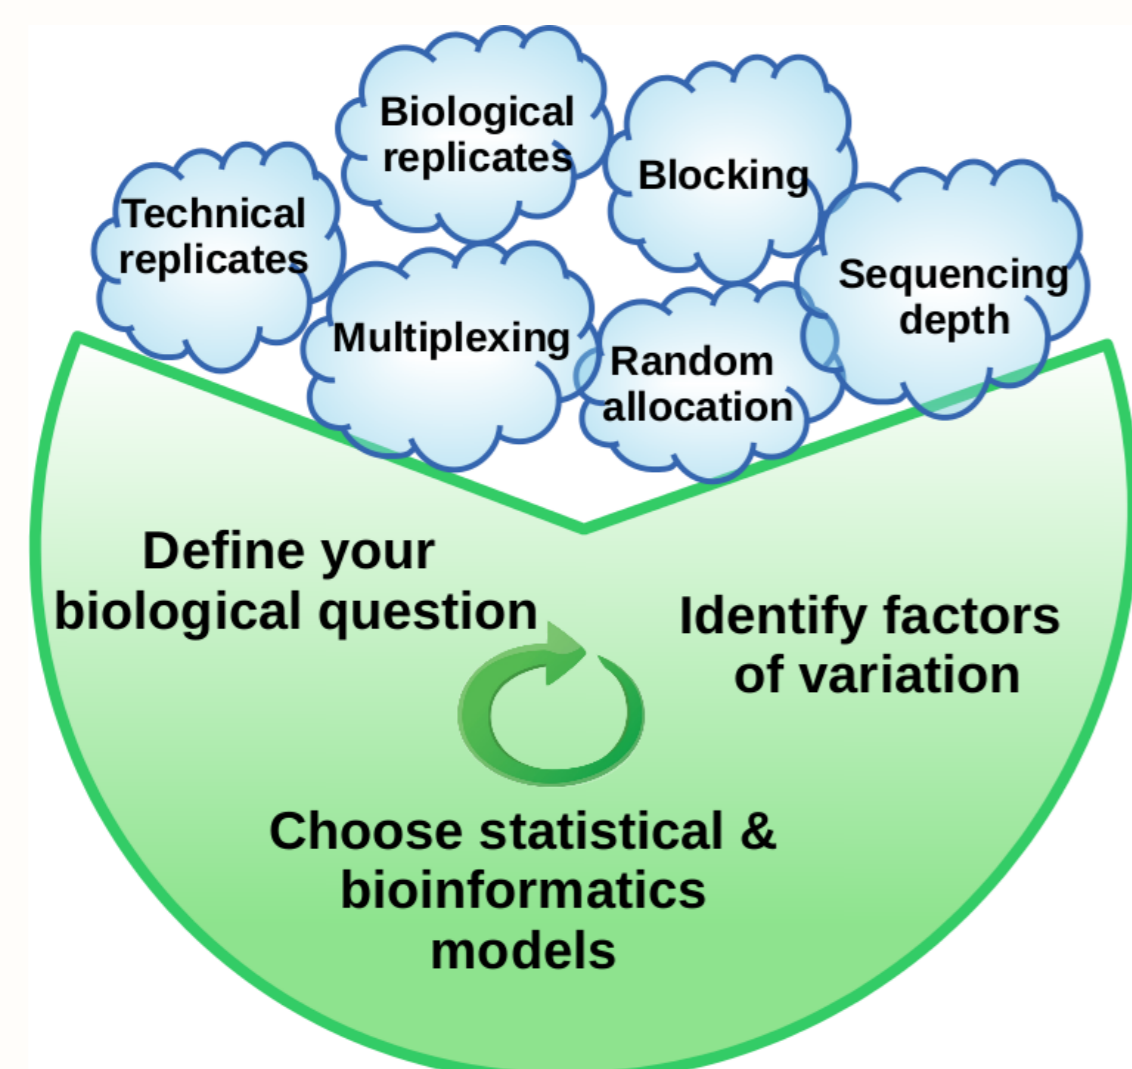 Biological
replicates
Blocking
Technical
replicates
Sequencing
depth
Multiplexing
Random
allocation
Define your
biological question
Identify factors
of variation
Choose statistical &
bioinformatics
models